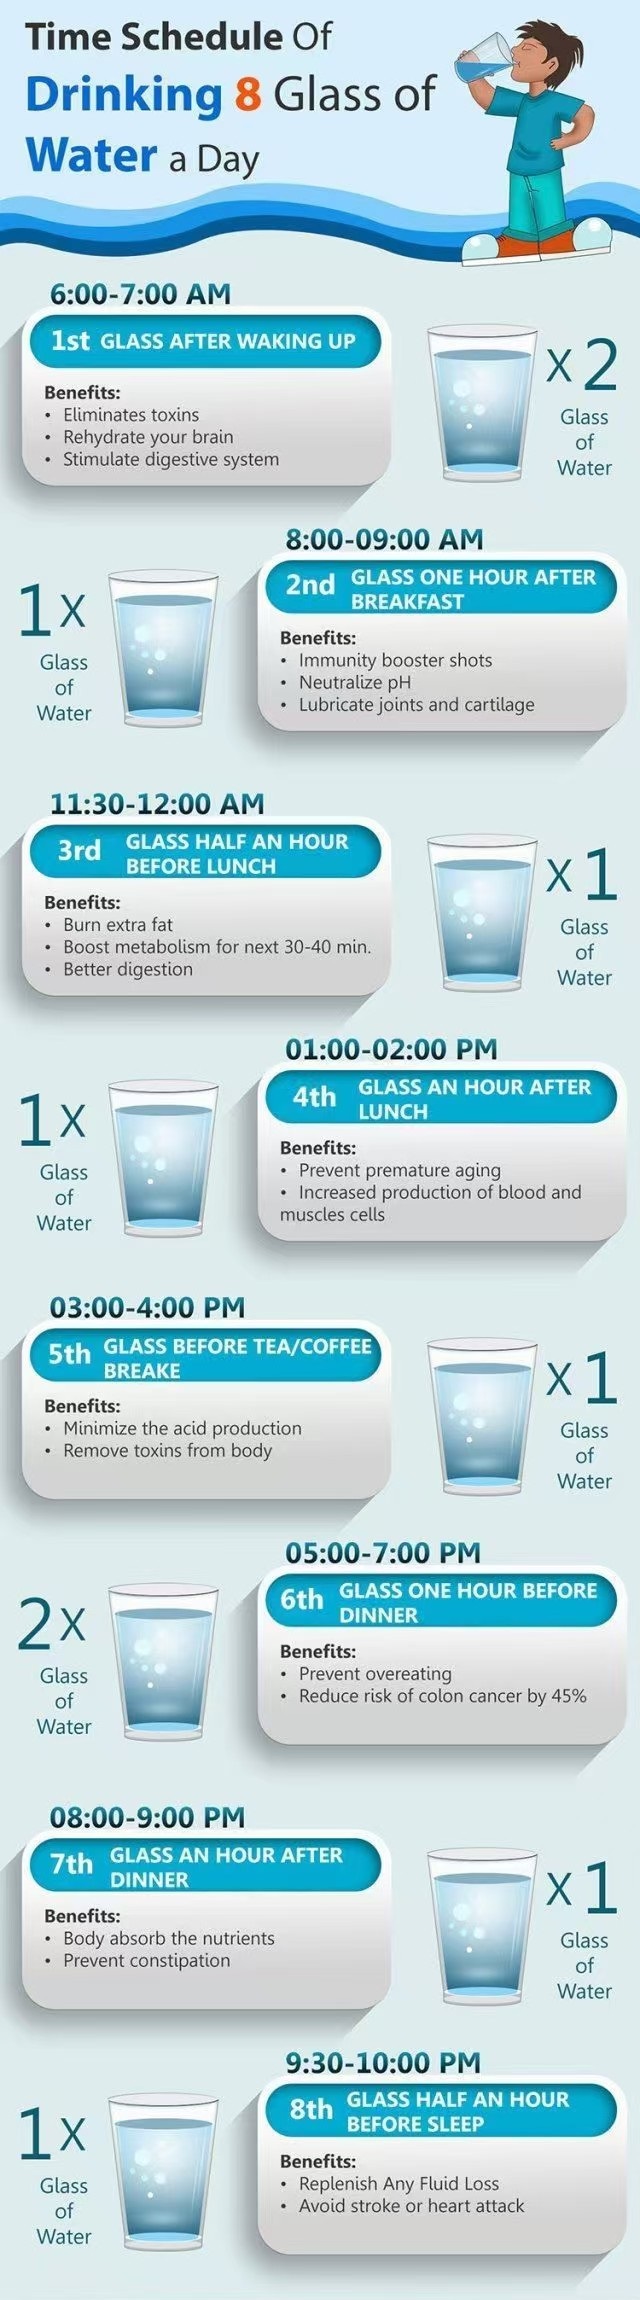 Time Schedule Of
Drinking 8 Glass of
Water a Day
6:00-7:00 AM
1st GLASS AFTER WAKING UP
Benefits:
• Eliminates toxins
• Rehydrate your brain
• Stimulate digestive system
x 2
Glass
of
Water
8:00-09:00 AM
2nd GLASS ONE HOUR AFTER
BREAKFAST
Benefits:
• Immunity booster shots
• Neutralize pH
• Lubricate joints and cartilage
1x
Glass
of
Water
11:30-12:00 AM
3rd GLASS HALF AN HOUR
BEFORE LUNCH
Benefits:
• Burn extra fat
• Boost metabolism for next 30-40 min.
• Better digestion
x 1
Glass
of
Water
01:00-02:00 PM
4th GLASS AN HOUR AFTER
LUNCH
Benefits:
• Prevent premature aging
• Increased production of blood and
muscles cells
1x
Glass
of
Water
03:00-4:00 PM
5th GLASS BEFORE TEA/COFFEE
BREAKE
Benefits:
• Minimize the acid production
• Remove toxins from body
x 1
Glass
of
Water
05:00-7:00 PM
6th GLASS ONE HOUR BEFORE
DINNER
Benefits:
• Prevent overeating
• Reduce risk of colon cancer by 45%
2x
Glass
of
Water
08:00-9:00 PM
7th GLASS AN HOUR AFTER
DINNER
Benefits:
• Body absorb the nutrients
• Prevent constipation
x 1
Glass
of
Water
9:30-10:00 PM
8th GLASS HALF AN HOUR
BEFORE SLEEP
Benefits:
• Replenish Any Fluid Loss
• Avoid stroke or heart attack
1x
Glass
of
Water